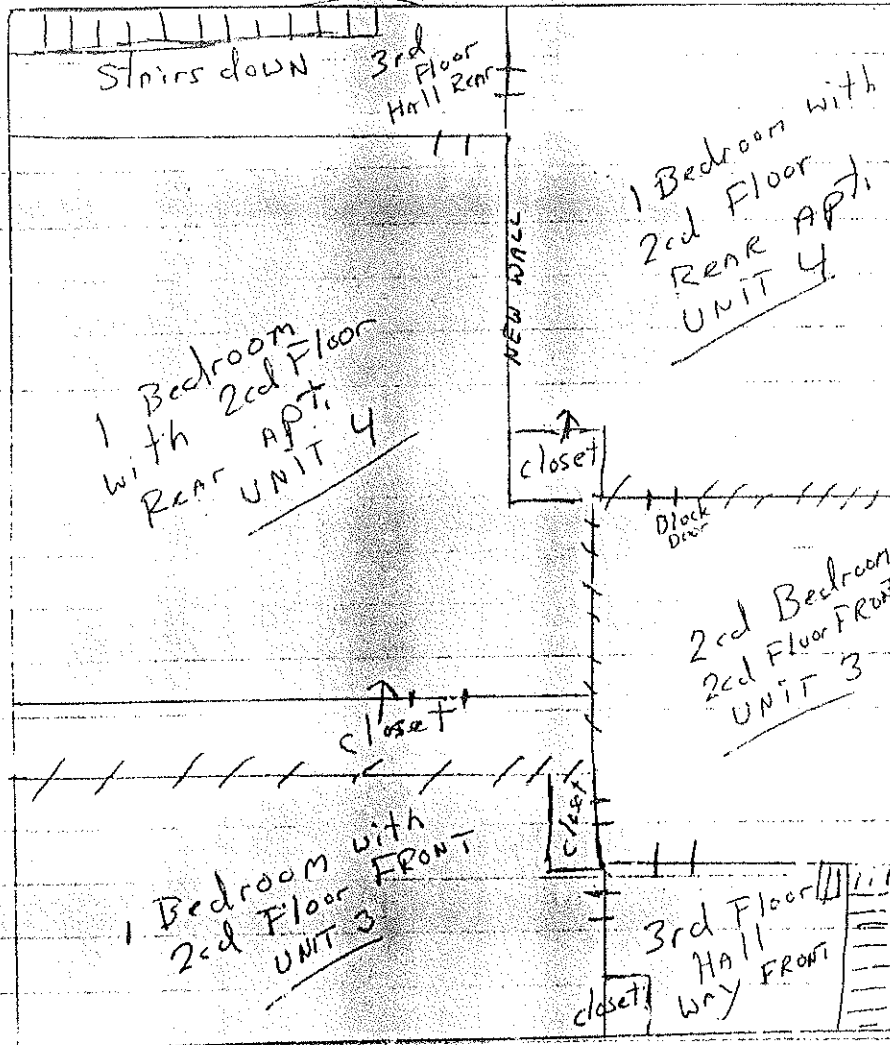 Stairs down
3rd
Floor
Hall Rear
1 Bedroom with
2cd Floor
Rear Apt.
UNIT 4
NEW WALL
1 Bedroom
with 2cd Floor
Rear apt.
UNIT 4
closet
Block
Door
2cd Bedroom
2cd Floor FRONT
UNIT 3
closet
closet
1 Bedroom with
2cd Floor FRONT
UNIT 3
3rd Floor
Hall
Way FRONT
closet